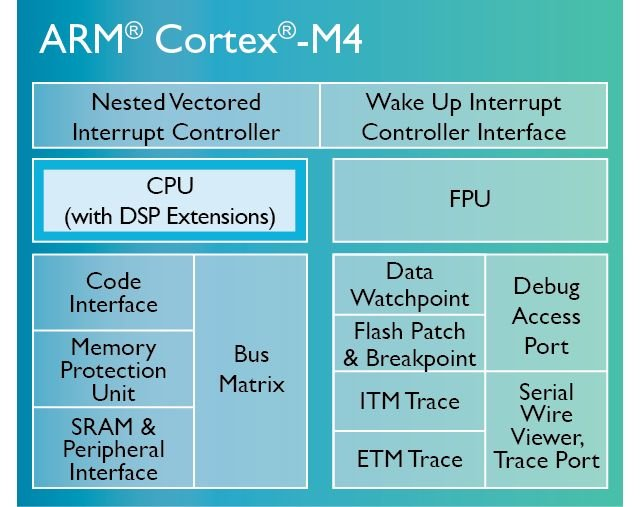 ARM® Cortex®-M4
Nested Vectored
Interrupt Controller
Wake Up Interrupt
Controller Interface
CPU
(with DSP Extensions)
FPU
Code
Interface
Memory
Protection
Unit
SRAM &
Peripheral
Interface
Bus
Matrix
Data
Watchpoint
Flash Patch
& Breakpoint
ITM Trace
ETM Trace
Debug
Access
Port
Serial
Wire
Viewer,
Trace Port